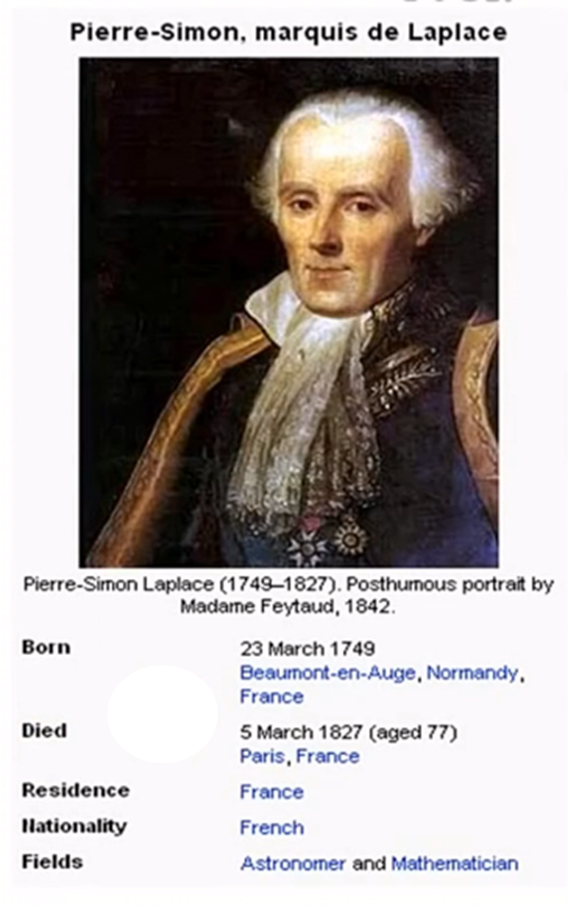 Pierre-Simon, marquis de Laplace
Pierre-Simon Laplace (1749–1827). Posthumous portrait by
Madame Feytaud, 1842.
Born 23 March 1749
Beaumont-en-Auge, Normandy,
France
Died 5 March 1827 (aged 77)
Paris, France
Residence France
Nationality French
Fields Astronomer and Mathematician